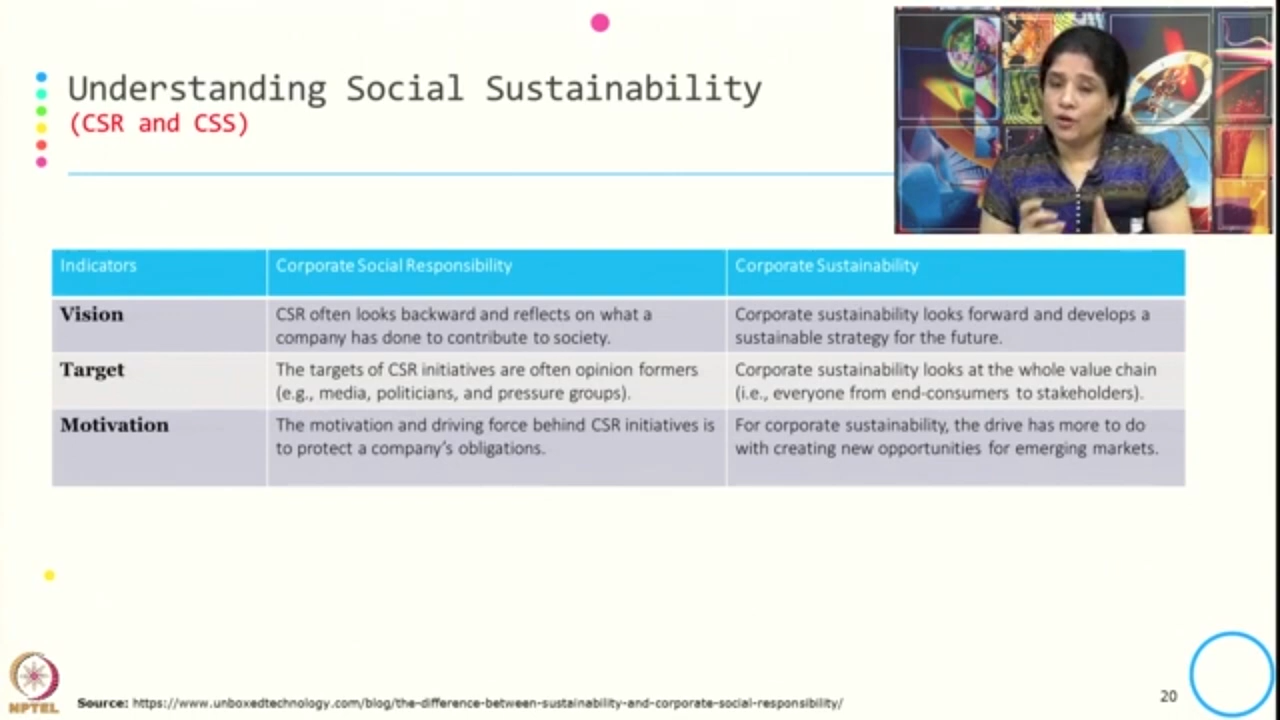 Understanding Social Sustainability
(CSR and CSS)
Indicators
Corporate Social Responsibility
Corporate Sustainability
Vision
CSR often looks backward and reflects on what a
company has done to contribute to society.
Corporate sustainability looks forward and develops a
sustainable strategy for the future.
Target
The targets of CSR initiatives are often opinion formers
(e.g., media, politicians, and pressure groups).
Corporate sustainability looks at the whole value chain
(i.e., everyone from end-consumers to stakeholders).
Motivation
The motivation and driving force behind CSR initiatives is
to protect a company's obligations.
For corporate sustainability, the drive has more to do
with creating new opportunities for emerging markets.
NPTEL
Source: https://www.unboxedtechnology.com/blog/the-difference-between-sustainability-and-corporate-social-responsibility/
20